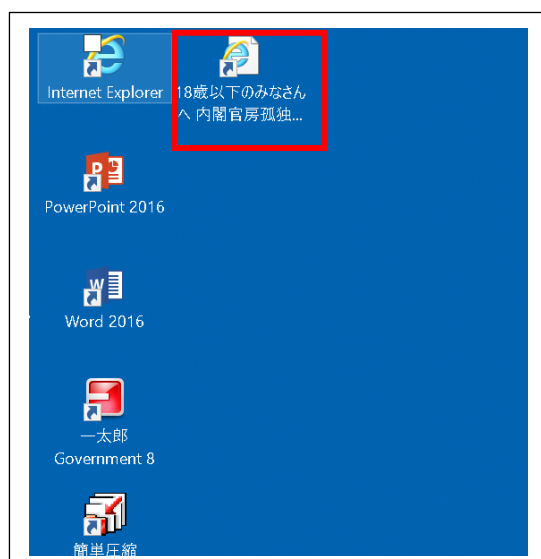 Internet Explorer
18歳以下のみなさん
へ 内閣官房孤独...
PowerPoint 2016
Word 2016
一太郎
Government 8
簡単圧縮